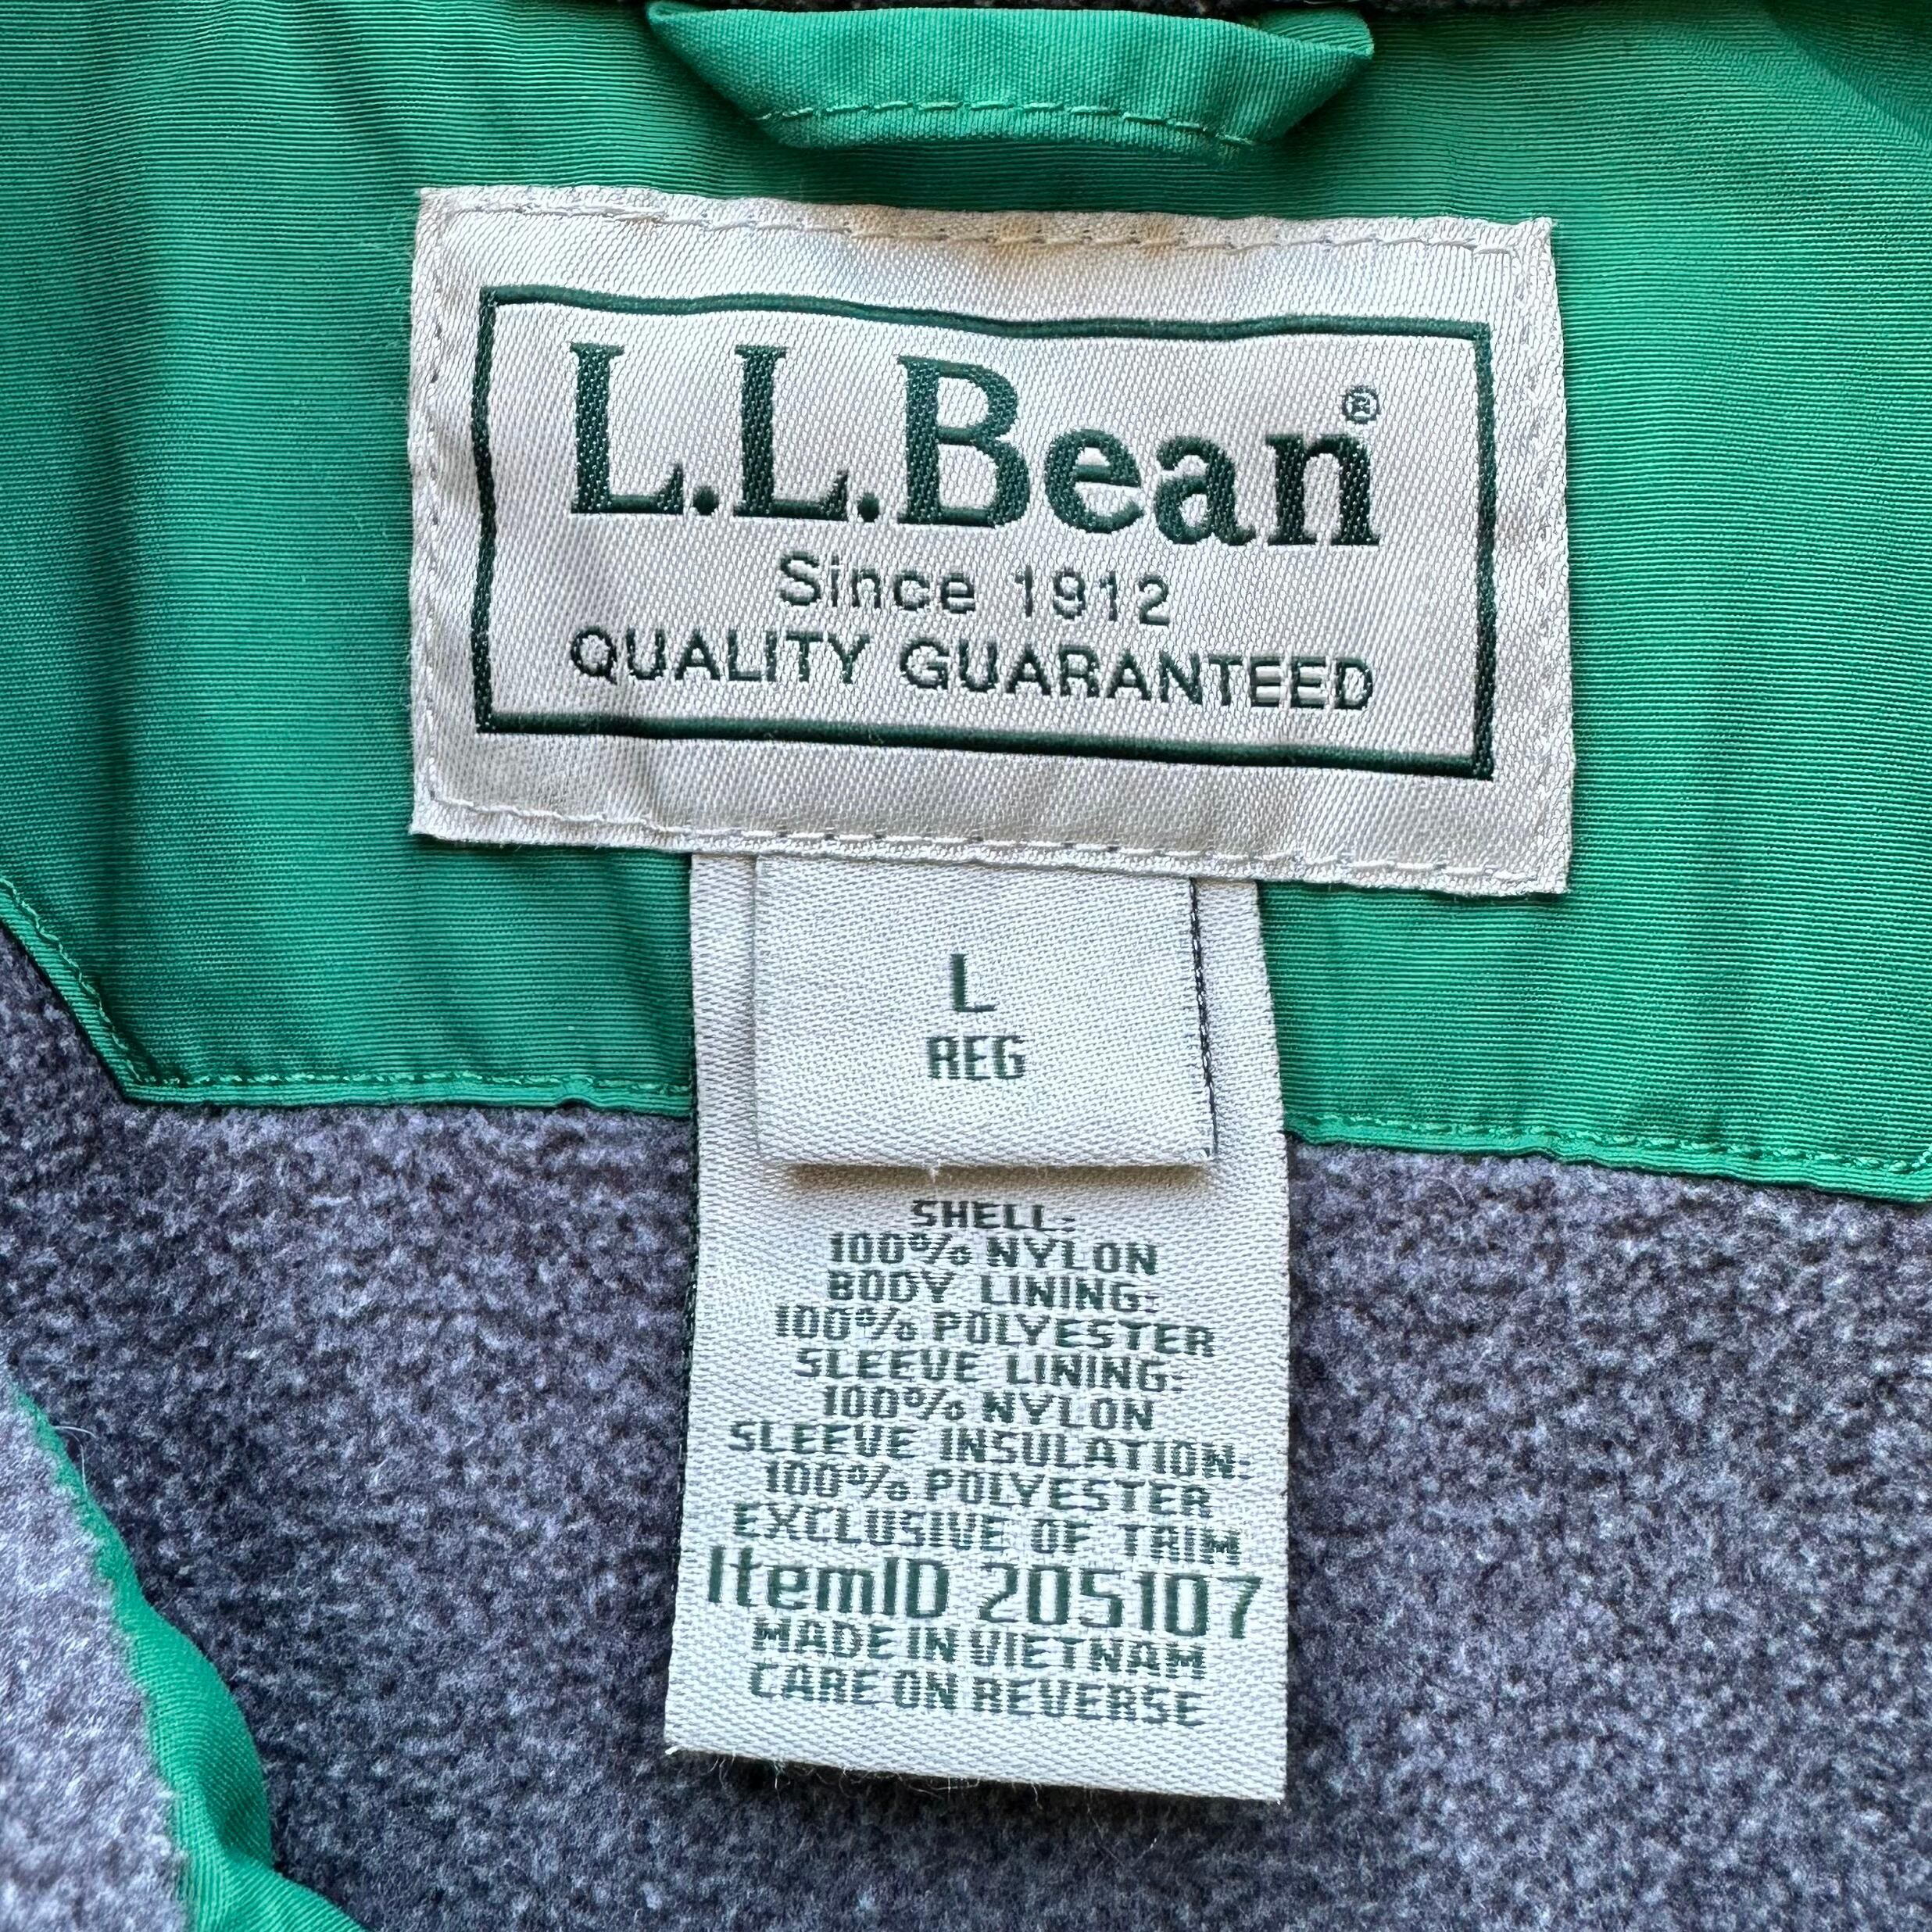 L.L.Bean®
Since 1912
QUALITY GUARANTEED
L
REG
SHELL:
100% NYLON
BODY LINING:
100% POLYESTER
SLEEVE LINING:
100% NYLON
SLEEVE INSULATION:
100% POLYESTER
EXCLUSIVE OF TRIM
ItemID 205107
MADE IN VIETNAM
CARE ON REVERSE